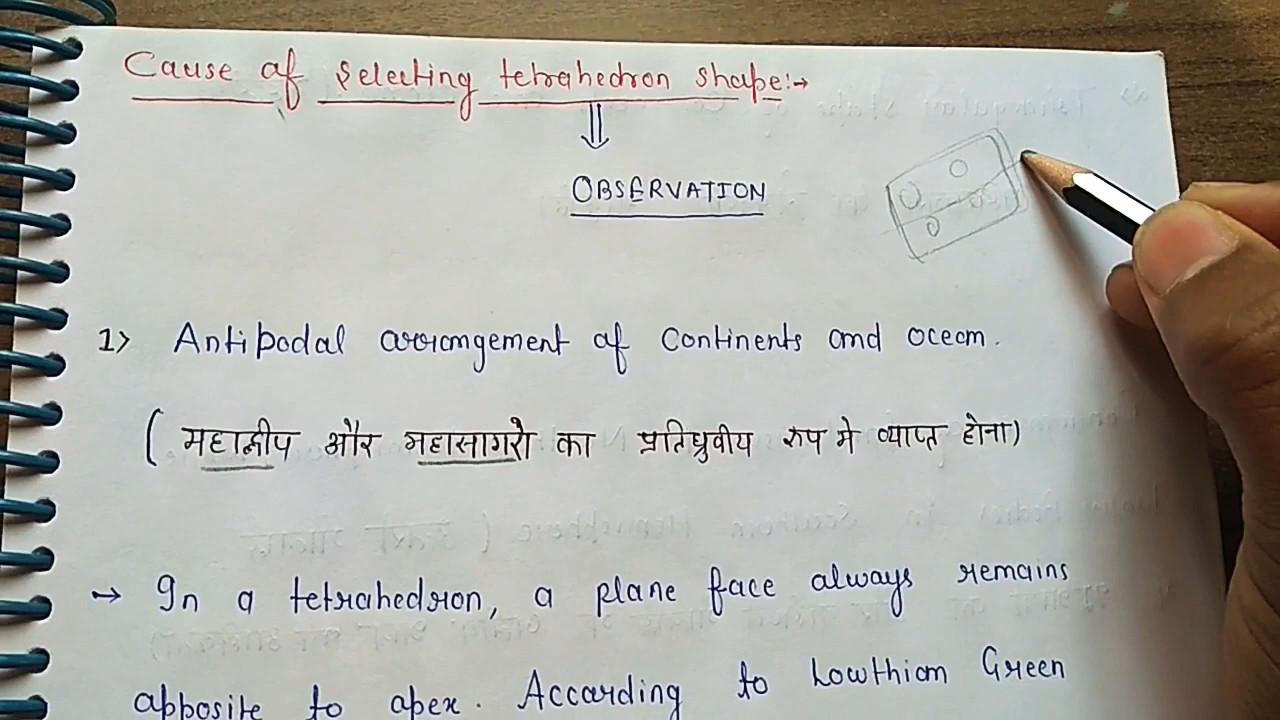 Cause of selecting tetrahedron shape:→
OBSERVATION
1> Antipodal arrangement of continents and ocean.
( महाद्वीप और महासागरो का प्रतिध्रुवीय रुप मे व्याप्त होना)
→ In a tetrahedron, a plane face always remains
opposite to apex. According to Lowthian Green